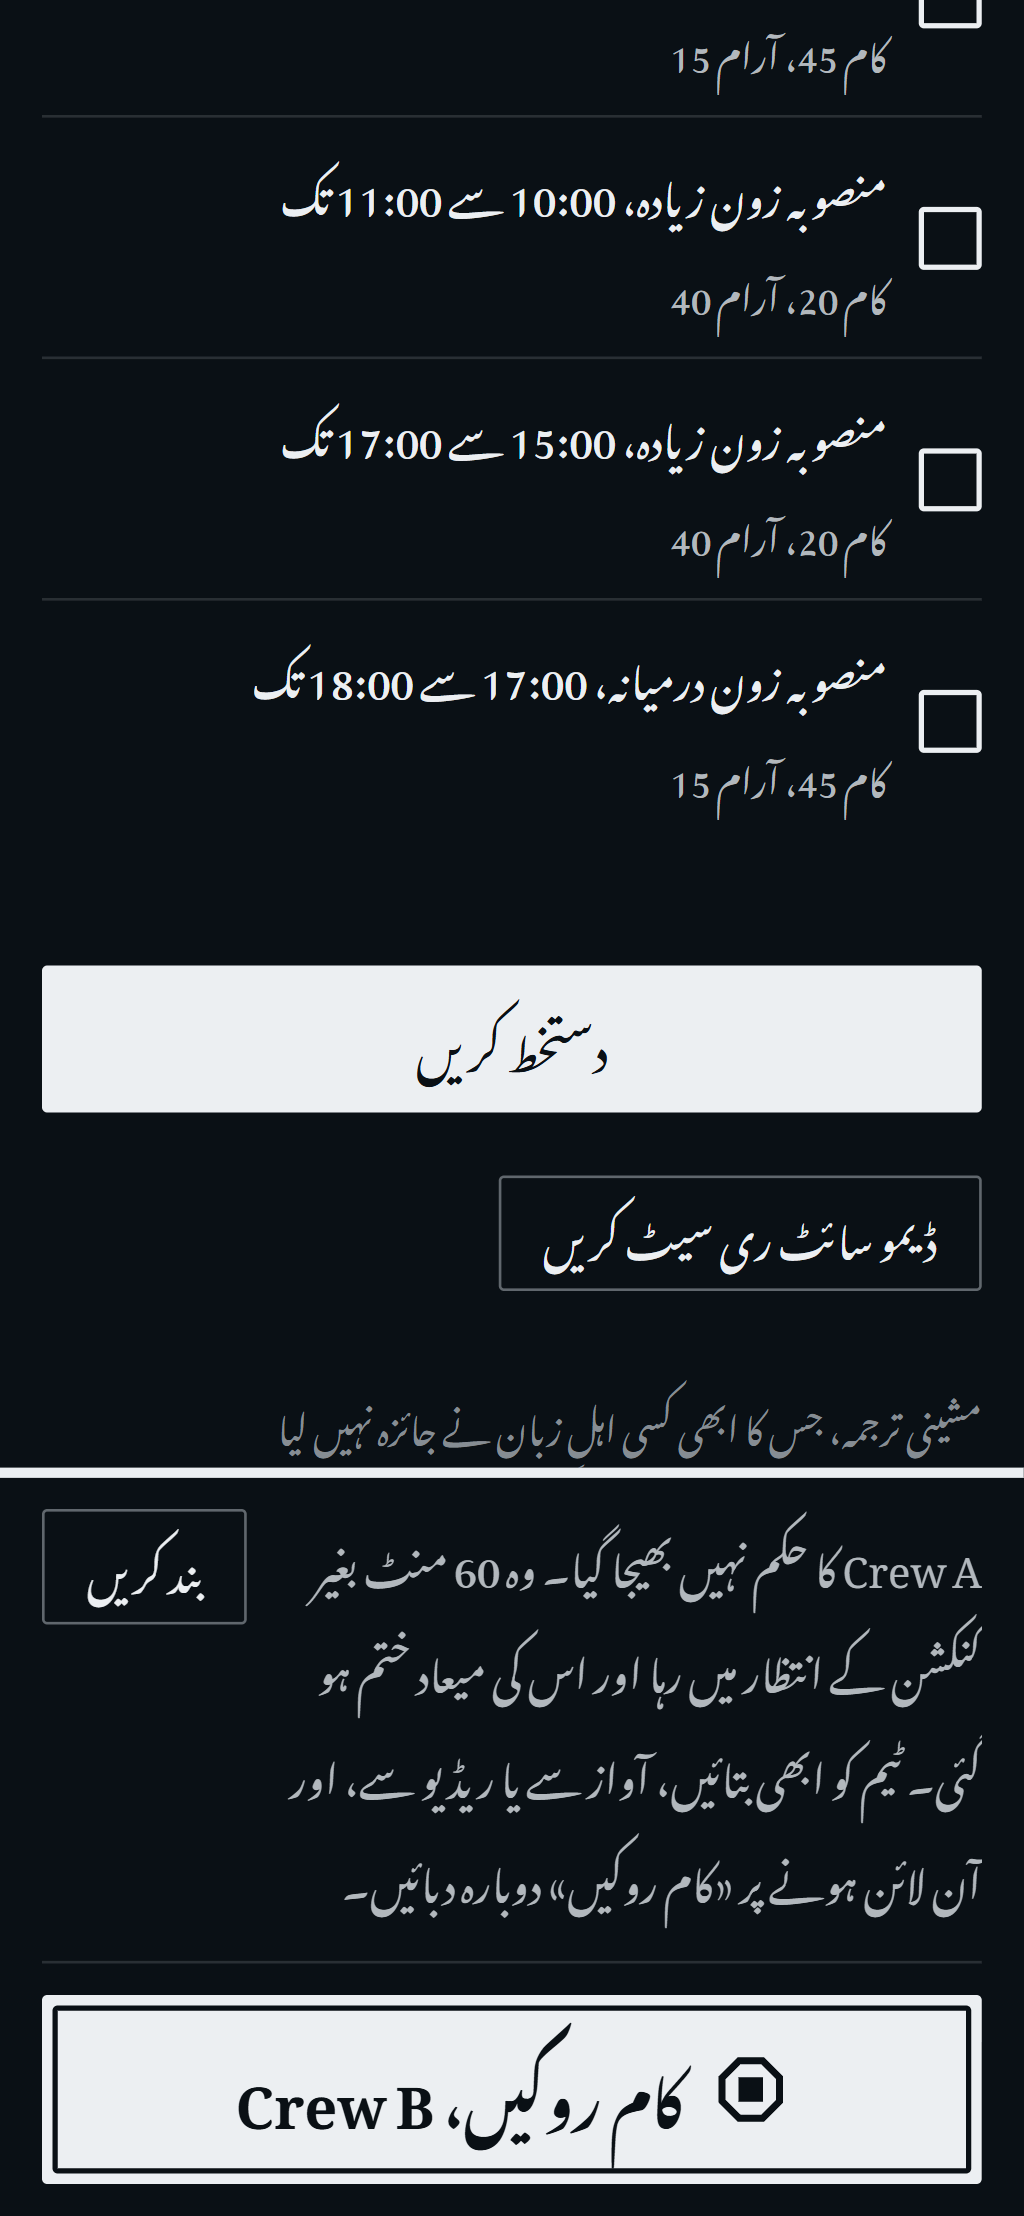 کام 45، آرام 15
منصوبہ زون زیادہ، 10:00 سے 11:00 تک
کام 20، آرام 40
منصوبہ زون زیادہ، 15:00 سے 17:00 تک
کام 20، آرام 40
منصوبہ زون درمیانہ، 17:00 سے 18:00 تک
کام 45، آرام 15
دستخط کریں
ڈیمو سائٹ ری سیٹ کریں
مشینی ترجمہ، جس کا ابھی کسی اہلِ زبان نے جائزہ نہیں لیا
Crew A کا حکم نہیں بھیجا گیا۔ وہ 60 منٹ بغیر
کنکشن کے انتظار میں رہا اور اس کی میعاد ختم ہو
گئی۔ ٹیم کو ابھی بتائیں، آواز سے یا ریڈیو سے، اور
آن لائن ہونے پر «کام روکیں» دوبارہ دبائیں۔
بند کریں
کام روکیں، Crew B